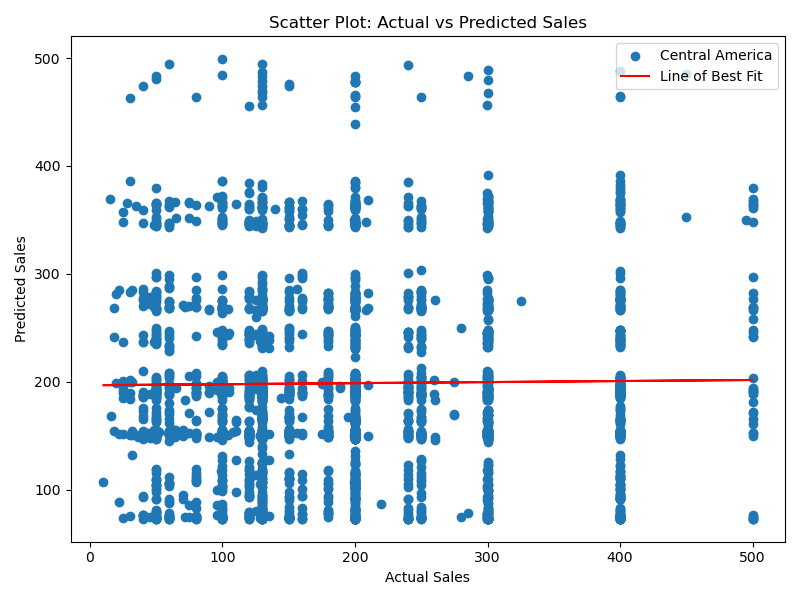 Scatter Plot: Actual vs Predicted Sales
Central America
Line of Best Fit
500
400
300
200
100
Predicted Sales
0
100
200
300
400
500
Actual Sales